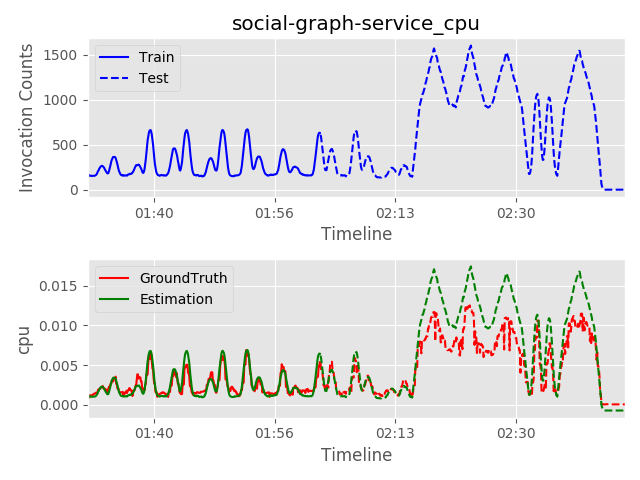 social-graph-service_cpu
Invocation Counts
1500
1000
500
0
Train
Test
01:40
01:56
02:13
02:30
Timeline
cpu
0.015
0.010
0.005
0.000
GroundTruth
Estimation
01:40
01:56
02:13
02:30
Timeline